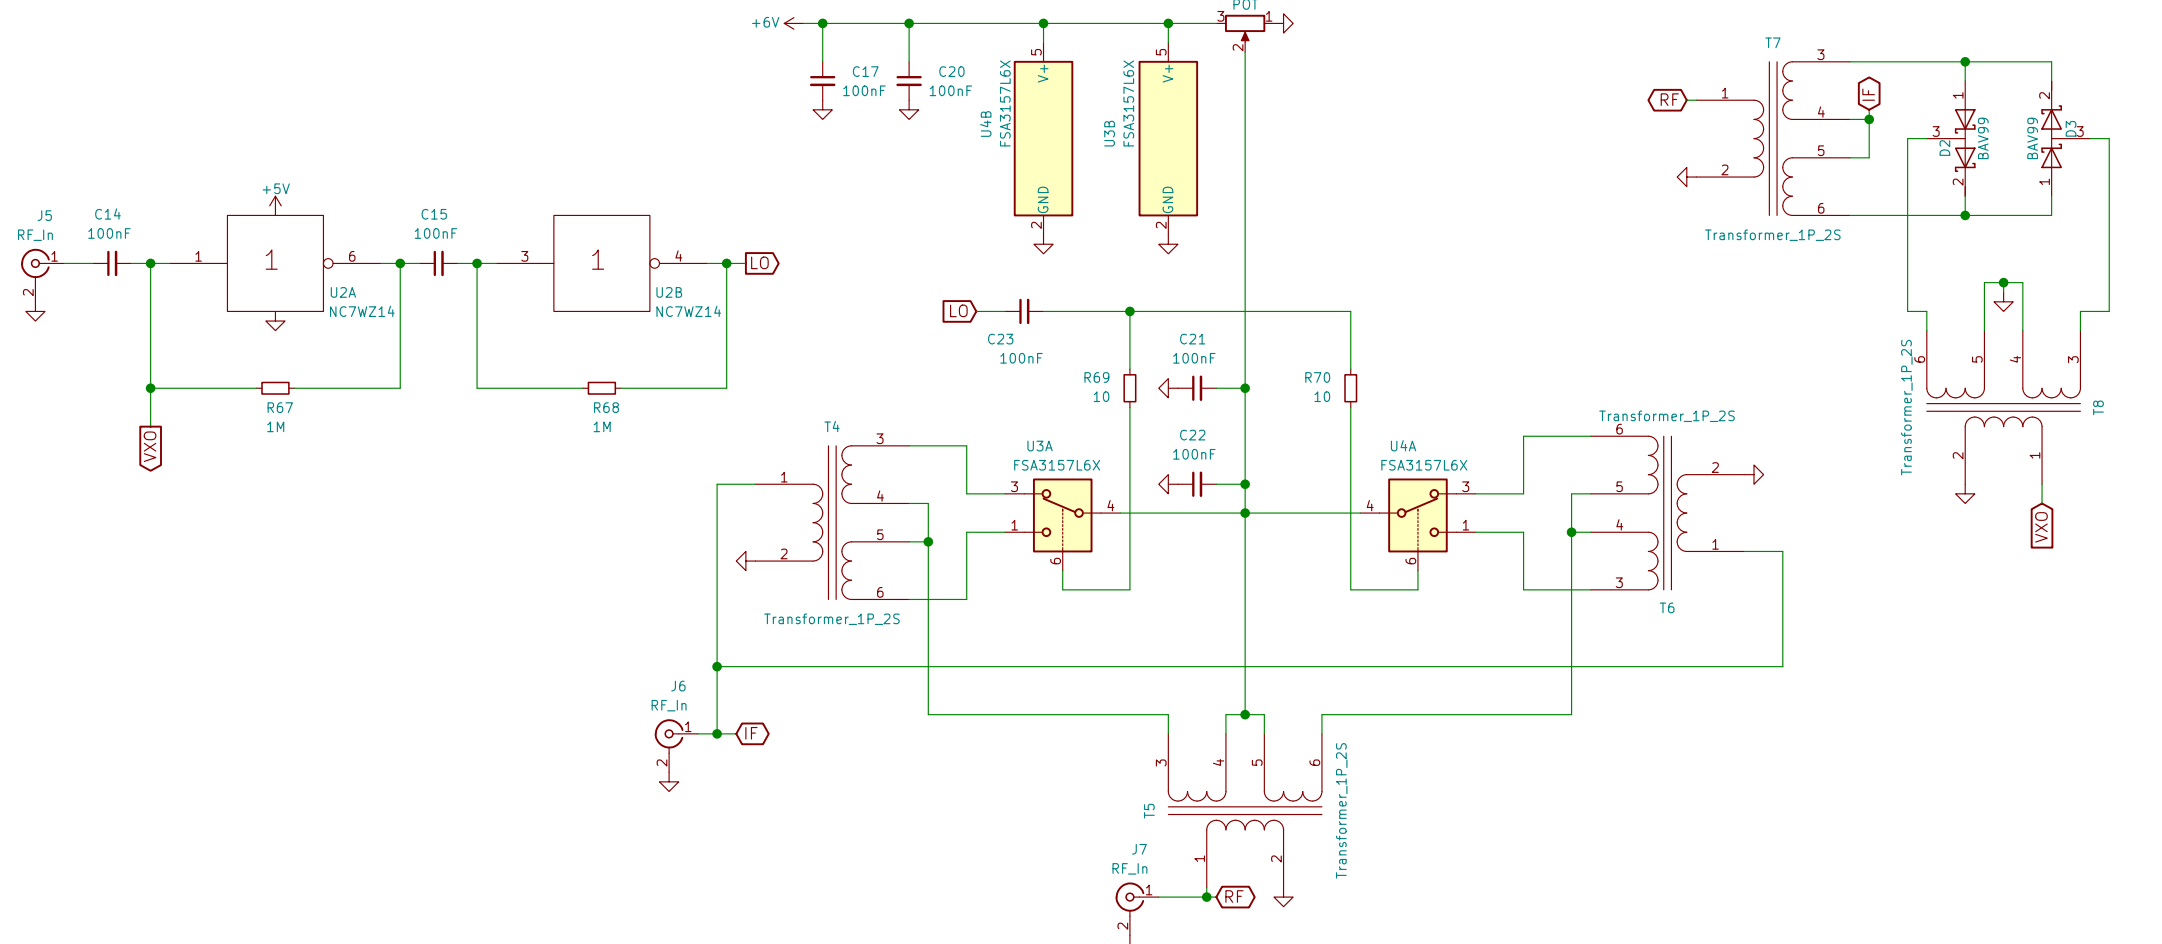 +6V
3
POT
1
2
C17
100nF
C20
100nF
5
V+
U4B
FSA3157L6X
GND
2
5
V+
U3B
FSA3157L6X
GND
2
T7
RF
1
2
3
4
5
6
IF
Transformer_1P_2S
1
3
D2
2
BAV99
2
BAV99
D3
3
1
J5
RF_In
1
2
C14
100nF
+5V
1
1
6
U2A
NC7WZ14
C15
100nF
3
1
4
U2B
NC7WZ14
LO
R67
1M
R68
1M
VXO
LO
C23
100nF
R69
10
C21
100nF
R70
10
C22
100nF
T4
1
2
3
4
5
6
Transformer_1P_2S
U3A
FSA3157L6X
3
1
4
6
U4A
FSA3157L6X
4
3
1
6
Transformer_1P_2S
6
5
4
3
2
1
T6
6
5
4
3
Transformer_1P_2S
T8
2
1
VXO
J6
RF_In
1
2
IF
3
4
5
6
T5
Transformer_1P_2S
1
2
J7
RF_In
1
2
RF